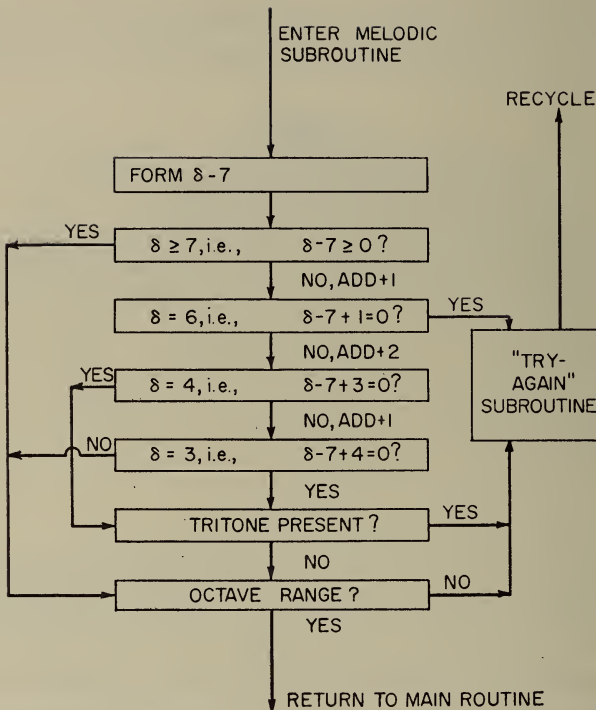 ENTER MELODIC
SUBROUTINE
RECYCLE
FORM δ-7
YES
δ ≥ 7, i.e., δ-7 ≥ 0?
NO, ADD+1
δ = 6, i.e., δ-7+1=0?
YES
NO, ADD+2
"TRY-
AGAIN"
SUBROUTINE
YES
δ = 4, i.e., δ-7+3=0?
NO, ADD+1
NO
δ = 3, i.e., δ-7+4=0?
YES
TRITONE PRESENT?
YES
NO
OCTAVE RANGE?
NO
YES
RETURN TO MAIN ROUTINE